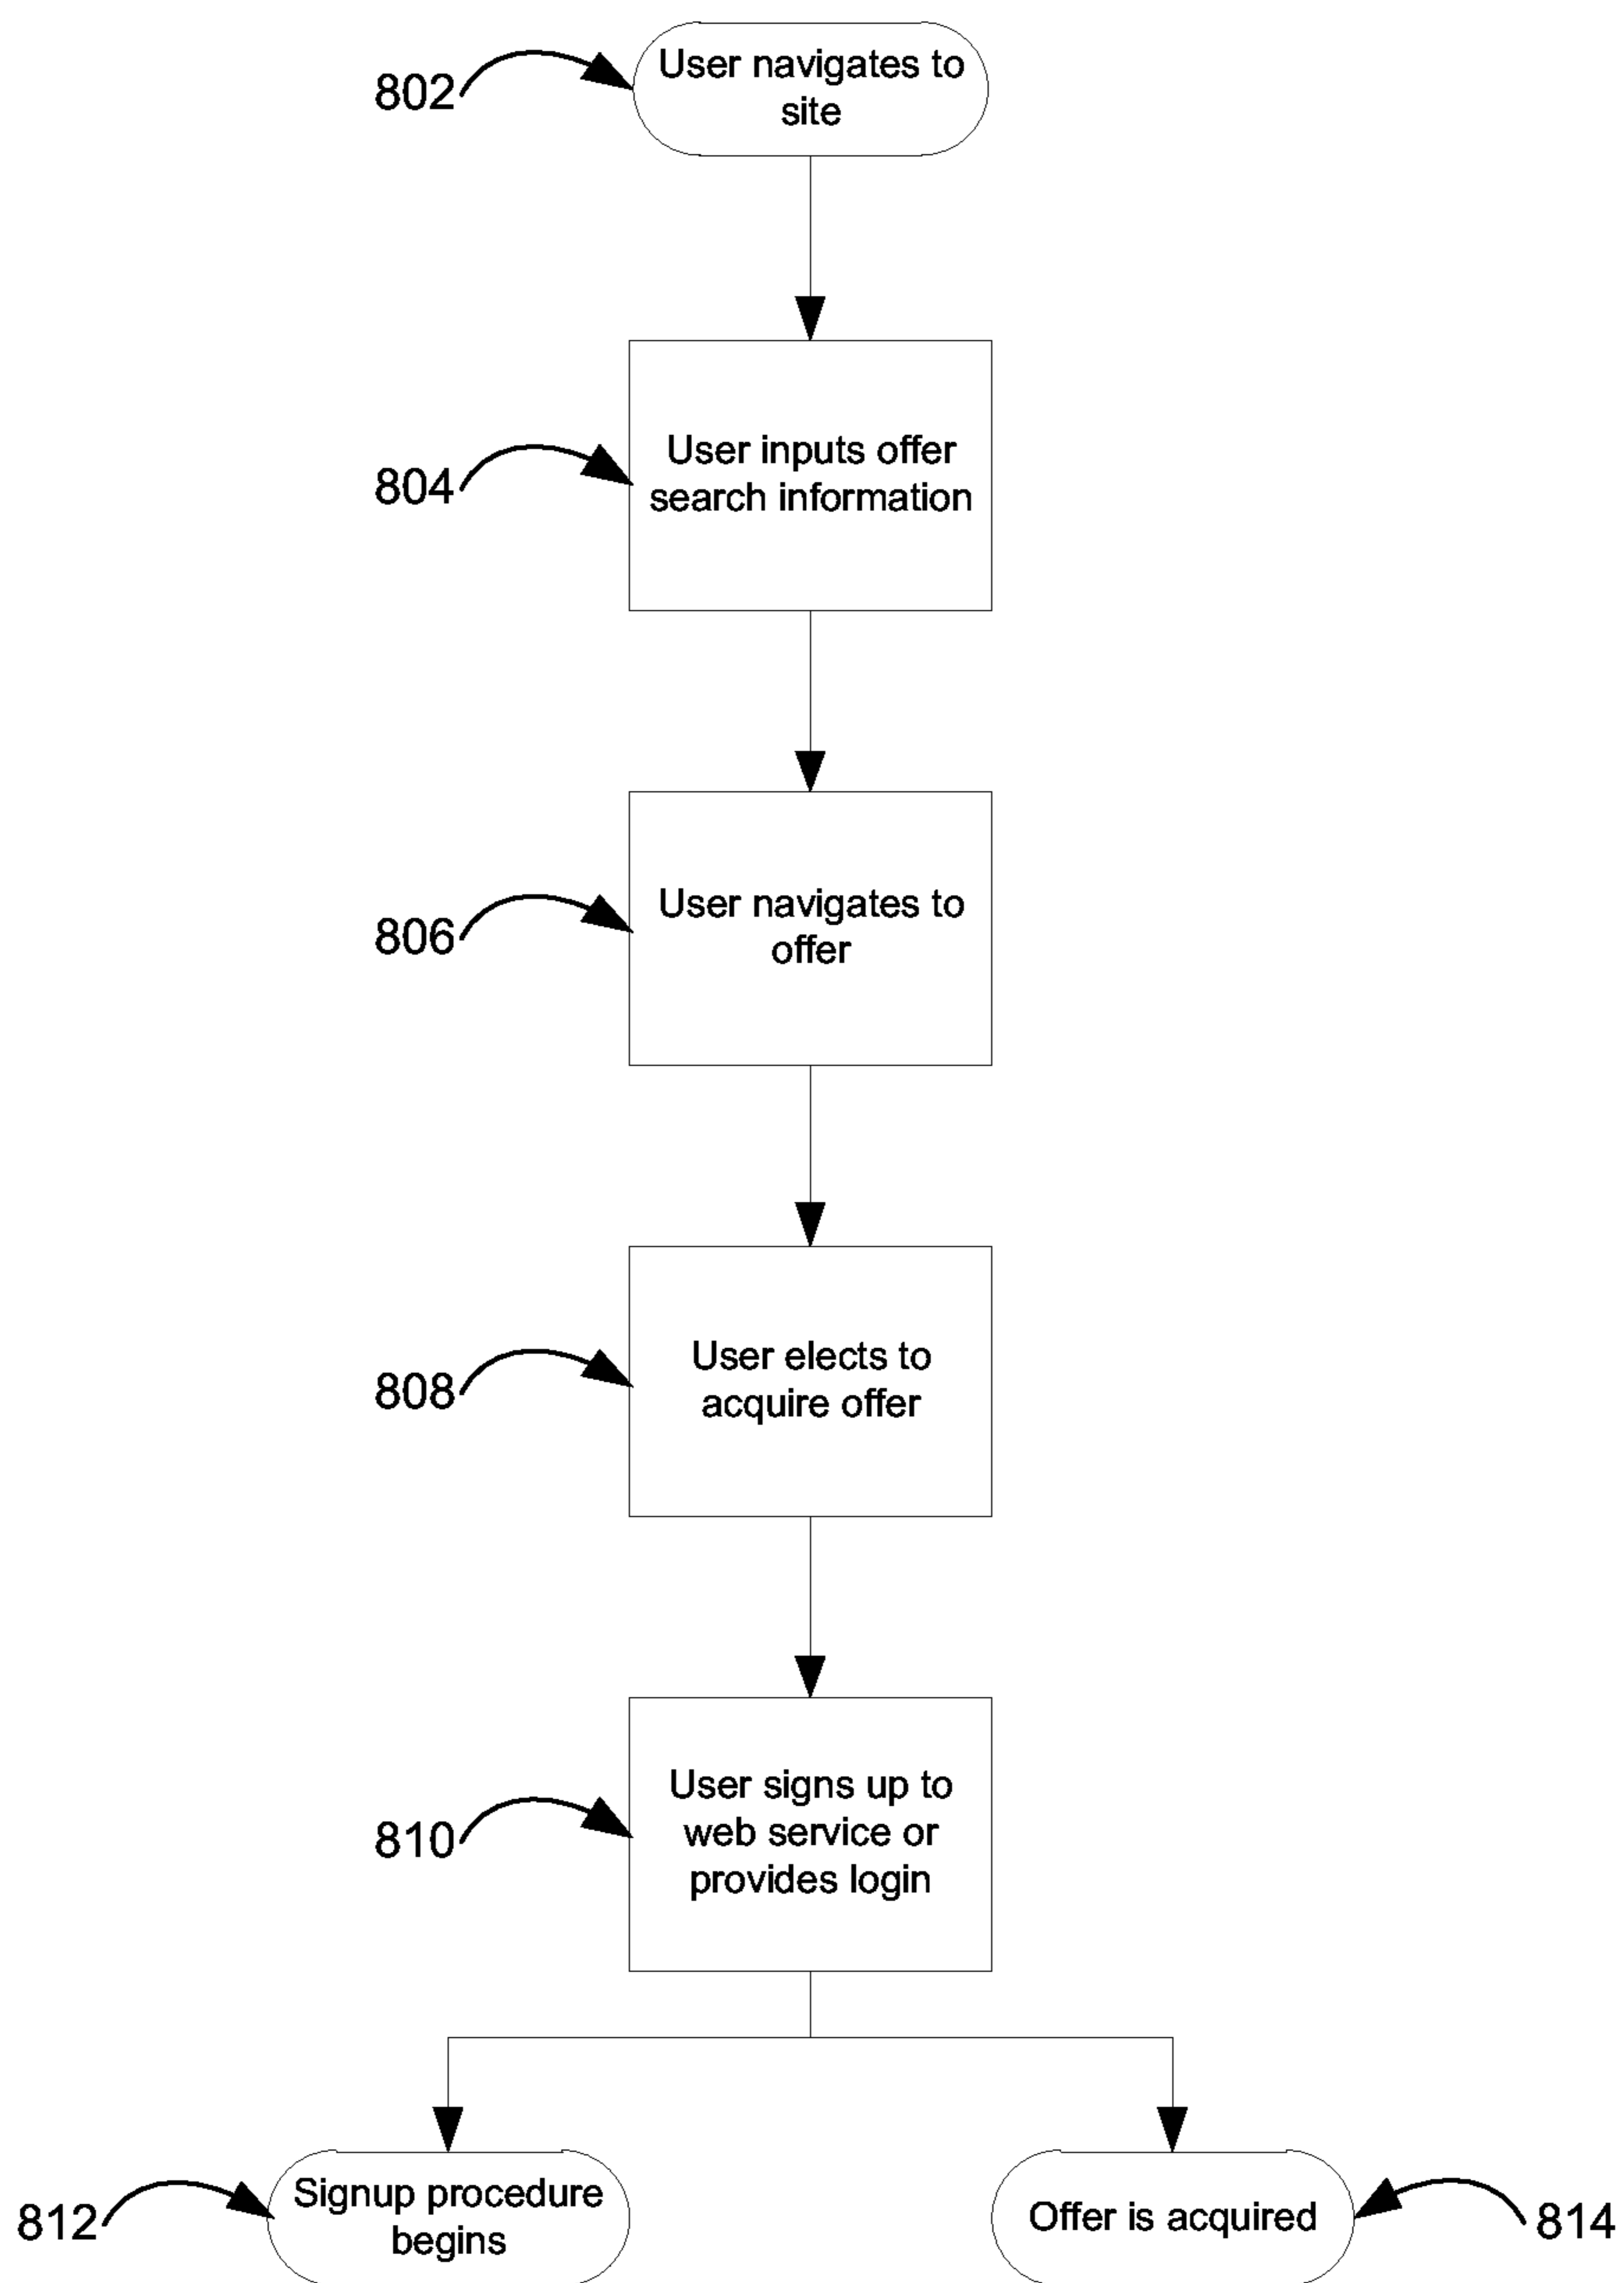 802
User navigates to
site
804
User inputs offer
search information
806
User navigates to
offer
808
User elects to
acquire offer
810
User signs up to
web service or
provides login
812
Signup procedure
begins
Offer is acquired
814